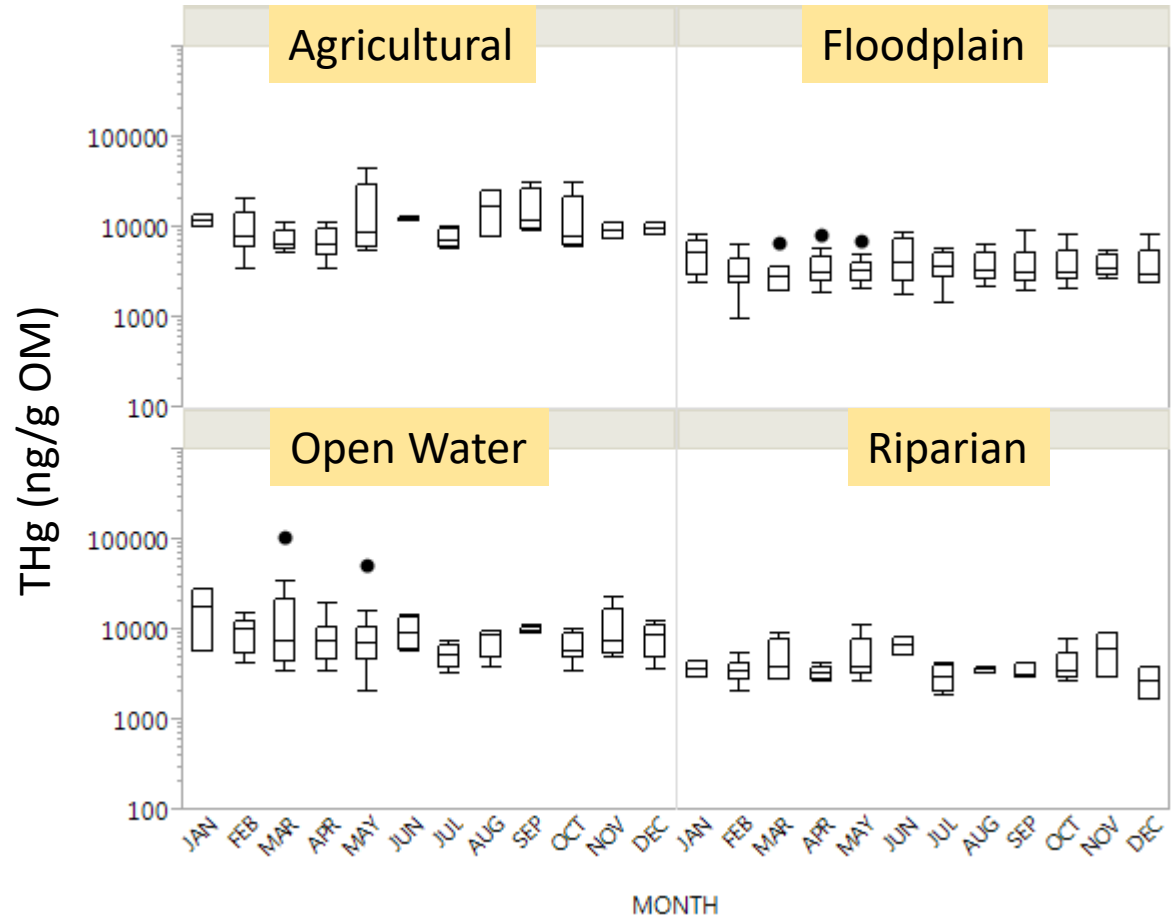 Agricultural
Floodplain
100000
10000
1000
100
Open Water
Riparian
100000
10000
1000
100
THg (ng/g OM)
JAN FEB MAR APR MAY JUN JUL AUG SEP OCT NOV DEC JAN FEB MAR APR MAY JUN JUL AUG SEP OCT NOV DEC
MONTH